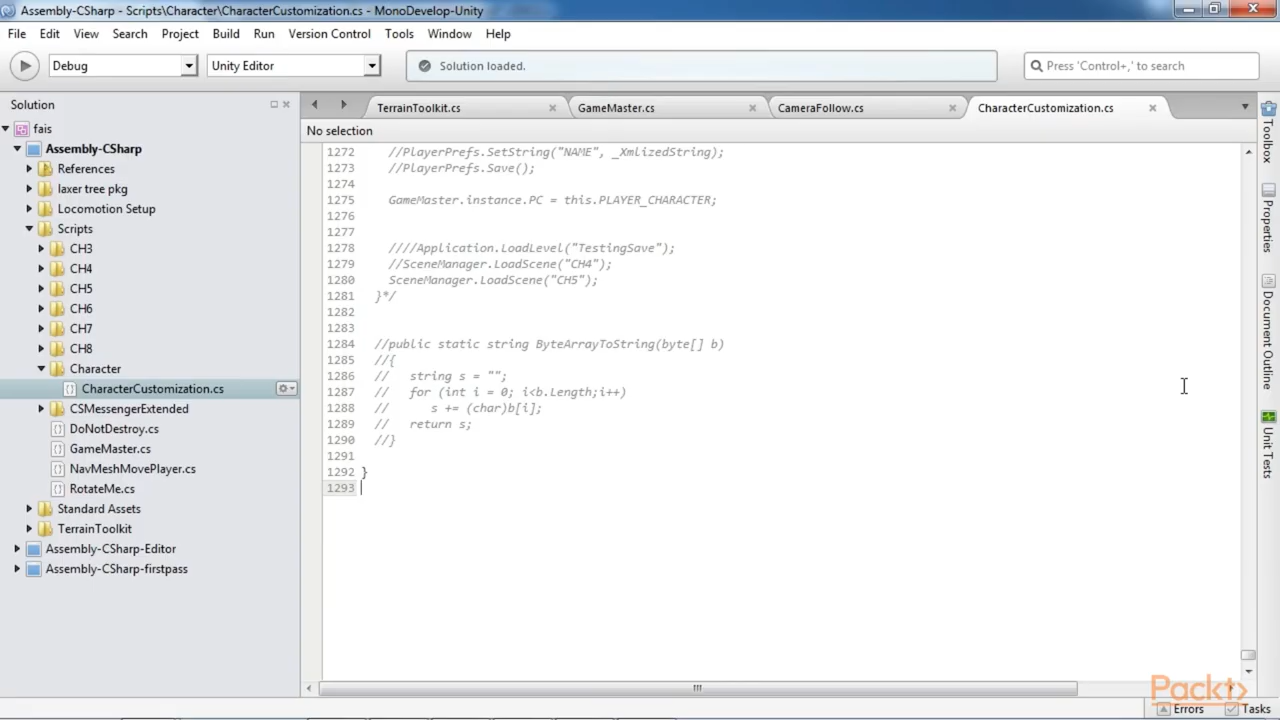 Assembly-CSharp - Scripts\Character\CharacterCustomization.cs - MonoDevelop-Unity
File Edit View Search Project Build Run Version Control Tools Window Help
Debug Unity Editor Solution loaded. Press 'Control+,' to search
Solution
TerrainToolkit.cs GameMaster.cs CameraFollow.cs CharacterCustomization.cs
No selection
fais
Assembly-CSharp
References
laxer tree pkg
Locomotion Setup
Scripts
CH3
CH4
CH5
CH6
CH7
CH8
Character
CharacterCustomization.cs
CSMessengerExtended
DoNotDestroy.cs
GameMaster.cs
NavMeshMovePlayer.cs
RotateMe.cs
Standard Assets
TerrainToolkit
Assembly-CSharp-Editor
Assembly-CSharp-firstpass
1272 //PlayerPrefs.SetString("NAME", _XmlizedString);
1273 //PlayerPrefs.Save();
1274
1275 GameMaster.instance.PC = this.PLAYER_CHARACTER;
1276
1277
1278 ////Application.LoadLevel("TestingSave");
1279 //SceneManager.LoadScene("CH4");
1280 SceneManager.LoadScene("CH5");
1281 }*/
1282
1283
1284 //public static string ByteArrayToString(byte[] b)
1285 //{
1286 // string s = "";
1287 // for (int i = 0; i<b.Length;i++)
1288 // s += (char)b[i];
1289 // return s;
1290 //}
1291
1292 }
1293
Toolbox
Properties
Document Outline
Unit Tests
Packt>
Errors Tasks